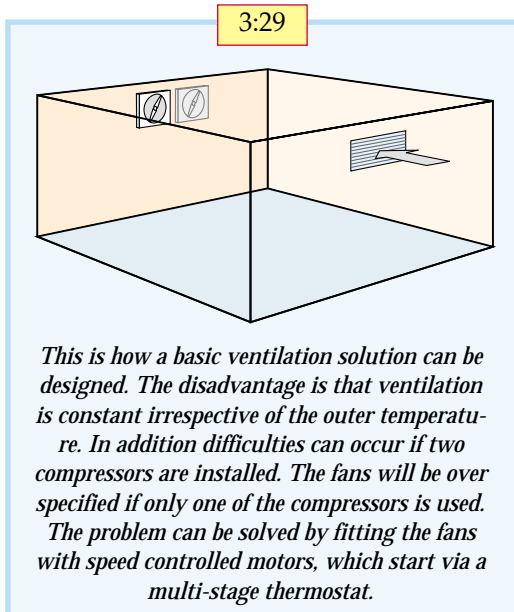 3:29
This is how a basic ventilation solution can be
designed. The disadvantage is that ventilation
is constant irrespective of the outer temperatu-
re. In addition difficulties can occur if two
compressors are installed. The fans will be over
specified if only one of the compressors is used.
The problem can be solved by fitting the fans
with speed controlled motors, which start via a
multi-stage thermostat.